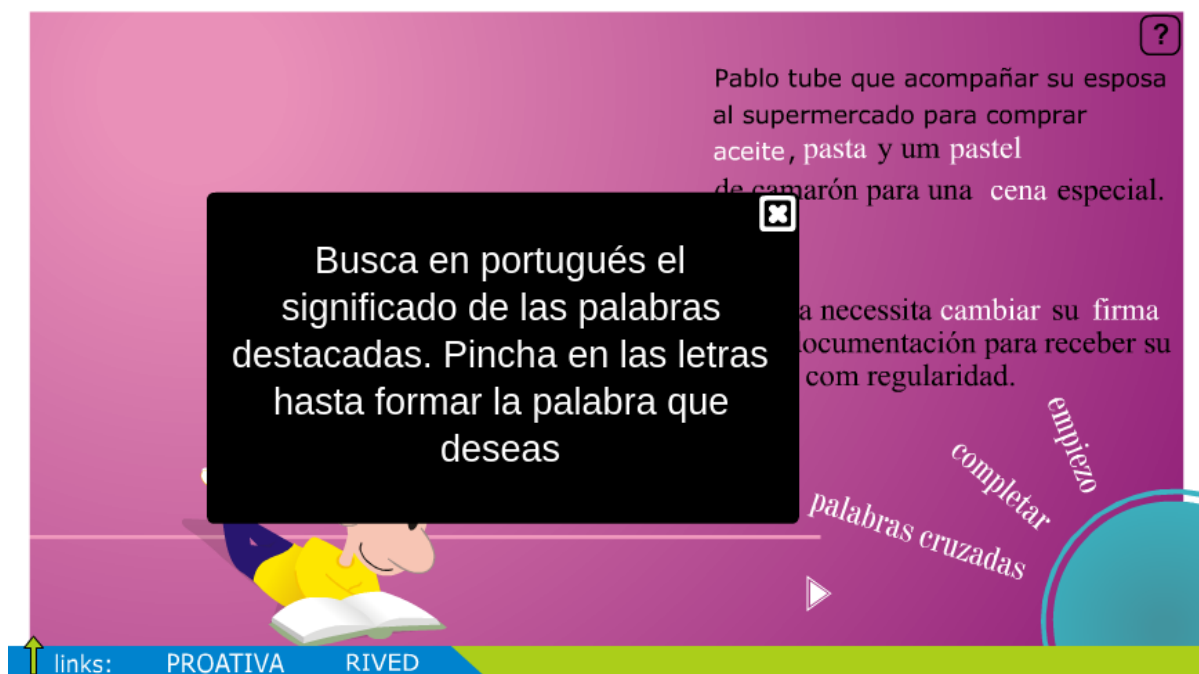 ?
Pablo tube que acompañar su esposa
al supermercado para comprar
aceite, pasta y um pastel
de camarón para una cena especial.
Busca en portugués el
significado de las palabras
destacadas. Pincha en las letras
hasta formar la palabra que
deseas
a necessita cambiar su firma
documentación para receber su
com regularidad.
empiezo
completar
palabras cruzadas
links: PROATIVA RIVED